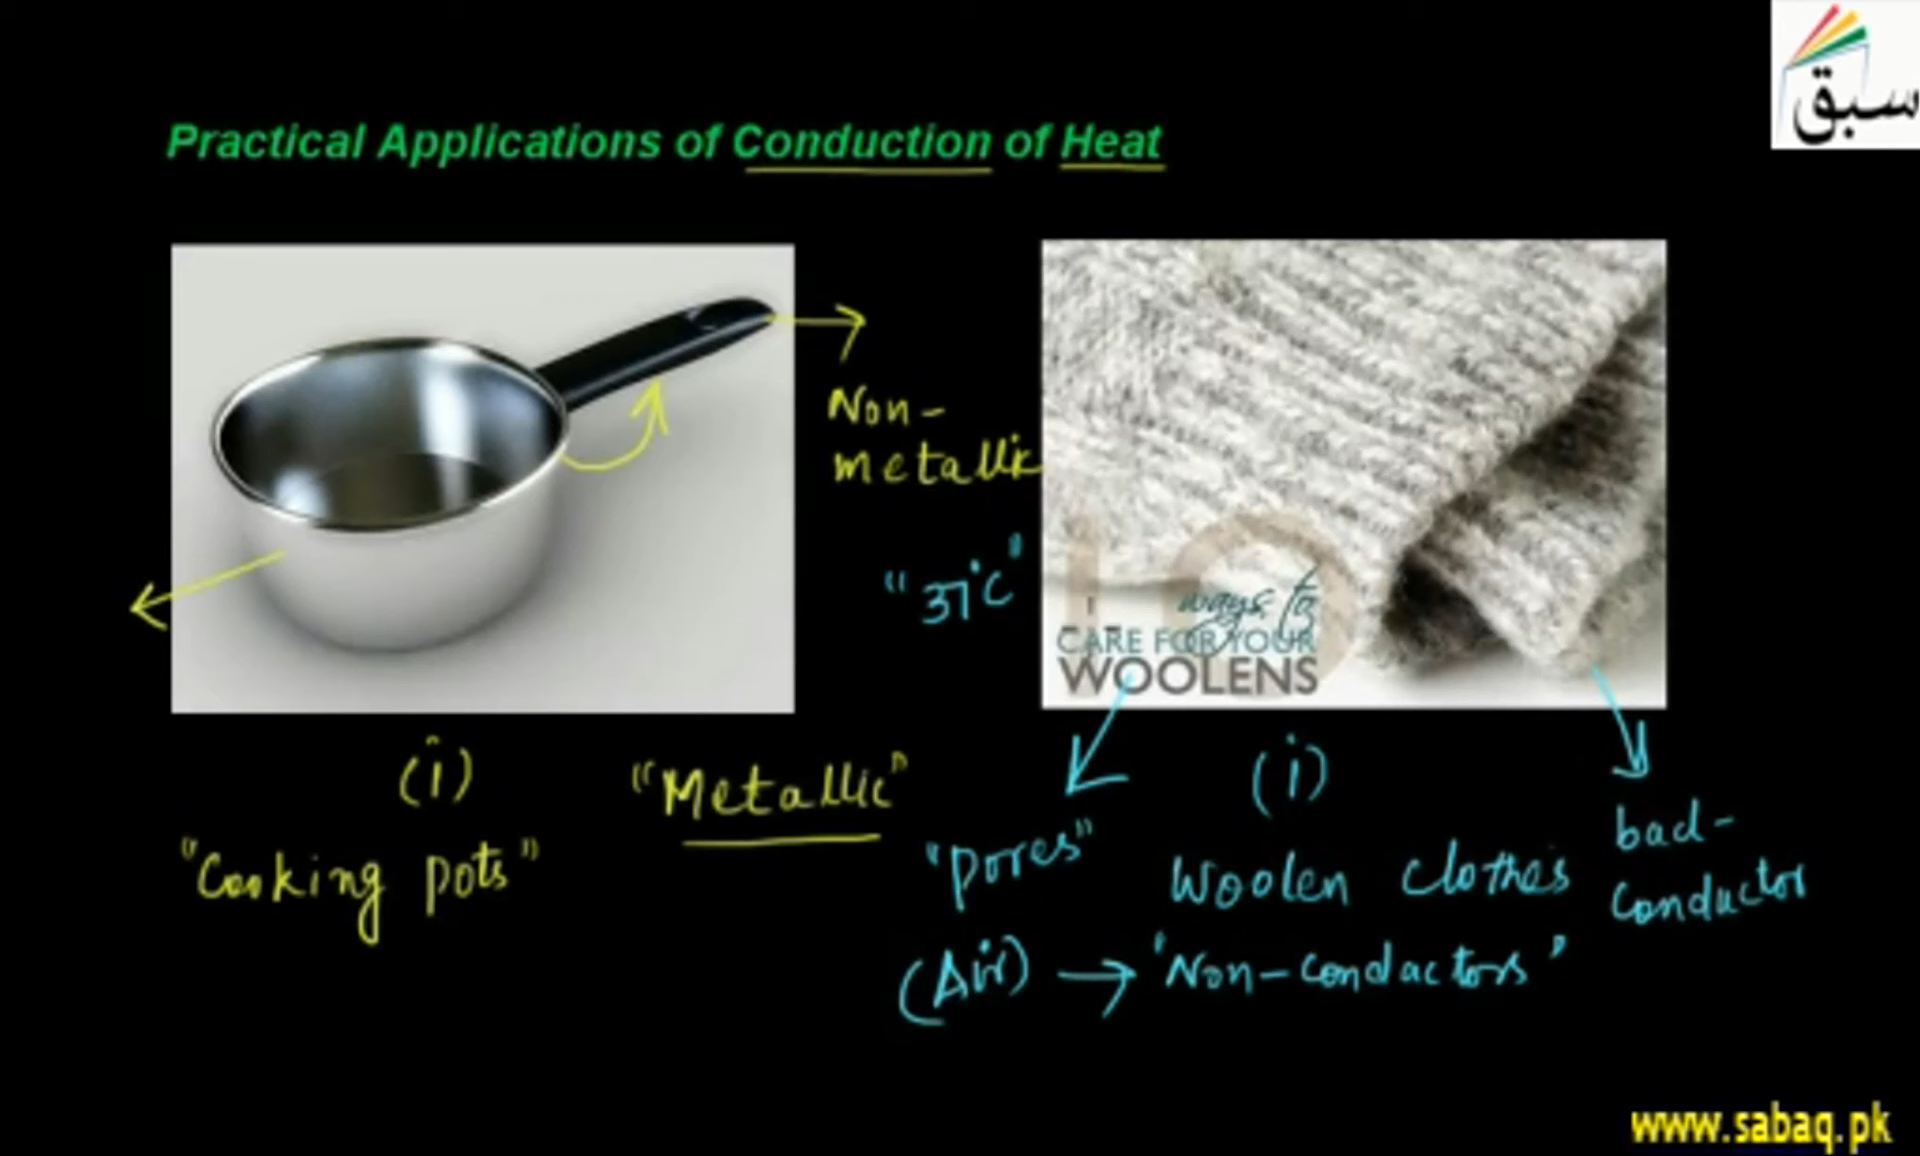 سبق
Practical Applications of Conduction of Heat
Non-
metallic
"37°C"
ways to
CARE FOR YOUR
WOOLENS
(i)
"Metallic"
"Cooking pots"
(i)
"pores"
Woolen clothes
bad-
conductor
(Air) → 'Non-conductors'
www.sabaq.pk